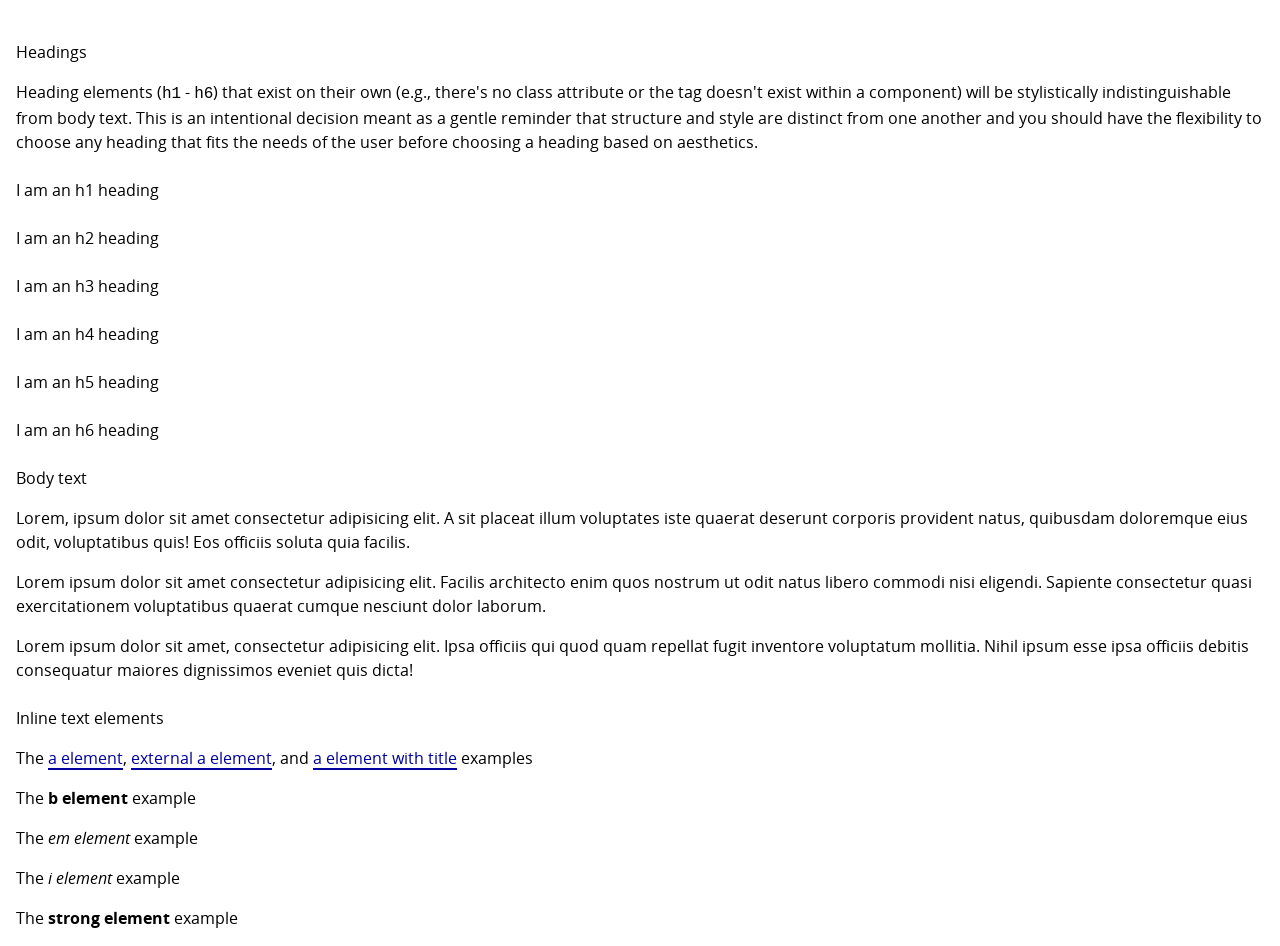 Headings
Heading elements (h1 - h6) that exist on their own (e.g., there's no class attribute or the tag doesn't exist within a component) will be stylistically indistinguishable
from body text. This is an intentional decision meant as a gentle reminder that structure and style are distinct from one another and you should have the flexibility to
choose any heading that fits the needs of the user before choosing a heading based on aesthetics.
I am an h1 heading
I am an h2 heading
I am an h3 heading
I am an h4 heading
I am an h5 heading
I am an h6 heading
Body text
Lorem, ipsum dolor sit amet consectetur adipisicing elit. A sit placeat illum voluptates iste quaerat deserunt corporis provident natus, quibusdam doloremque eius
odit, voluptatibus quis! Eos officiis soluta quia facilis.
Lorem ipsum dolor sit amet consectetur adipisicing elit. Facilis architecto enim quos nostrum ut odit natus libero commodi nisi eligendi. Sapiente consectetur quasi
exercitationem voluptatibus quaerat cumque nesciunt dolor laborum.
Lorem ipsum dolor sit amet, consectetur adipisicing elit. Ipsa officiis qui quod quam repellat fugit inventore voluptatum mollitia. Nihil ipsum esse ipsa officiis debitis
consequatur maiores dignissimos eveniet quis dicta!
Inline text elements
The a element, external a element, and a element with title examples
The b element example
The em element example
The i element example
The strong element example